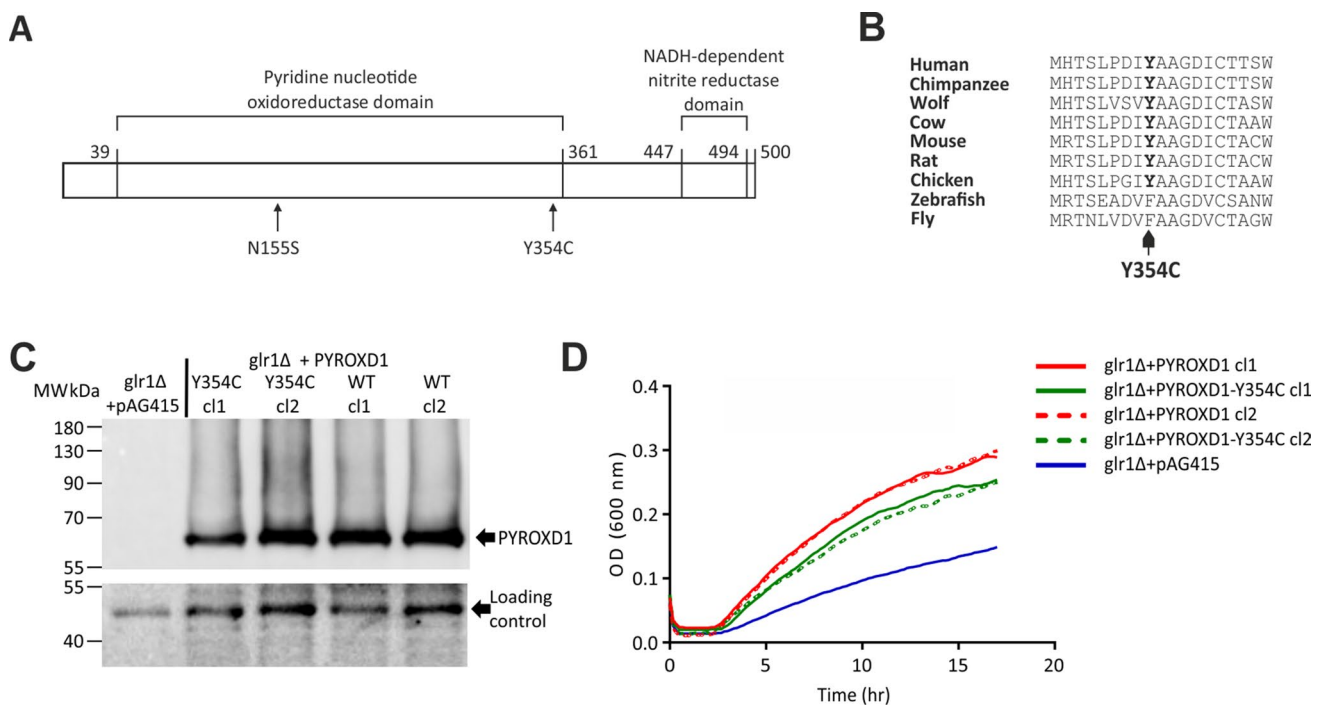 A
Pyridine nucleotide
oxidoreductase domain
NADH-dependent
nitrite reductase
domain
39
361
447
494
500
N155S
Y354C
B
Human MHTSLPDIYAAGDICTTSW
Chimpanzee MHTSLPDIYAAGDICTTSW
Wolf MHTSLVSVYAAGDICTASW
Cow MHTSLPDIYAAGDICTAAW
Mouse MRTSLPDIYAAGDICTACW
Rat MRTSLPDIYAAGDICTACW
Chicken MHTSLPGIYAAGDICTAAW
Zebrafish MRTSEADVFAAGDVCSANW
Fly MRTNLVDVFAAGDVCTAGW
Y354C
C
glr1Δ + PYROXD1
MWkDa
glr1Δ
+pAG415
Y354C
cl1
Y354C
cl2
WT
cl1
WT
cl2
180
130
90
70
55
PYROXD1
55
40
Loading
control
D
OD (600 nm)
0.4
0.3
0.2
0.1
0.0
0 5 10 15 20
Time (hr)
glr1Δ+PYROXD1 cl1
glr1Δ+PYROXD1-Y354C cl1
glr1Δ+PYROXD1 cl2
glr1Δ+PYROXD1-Y354C cl2
glr1Δ+pAG415